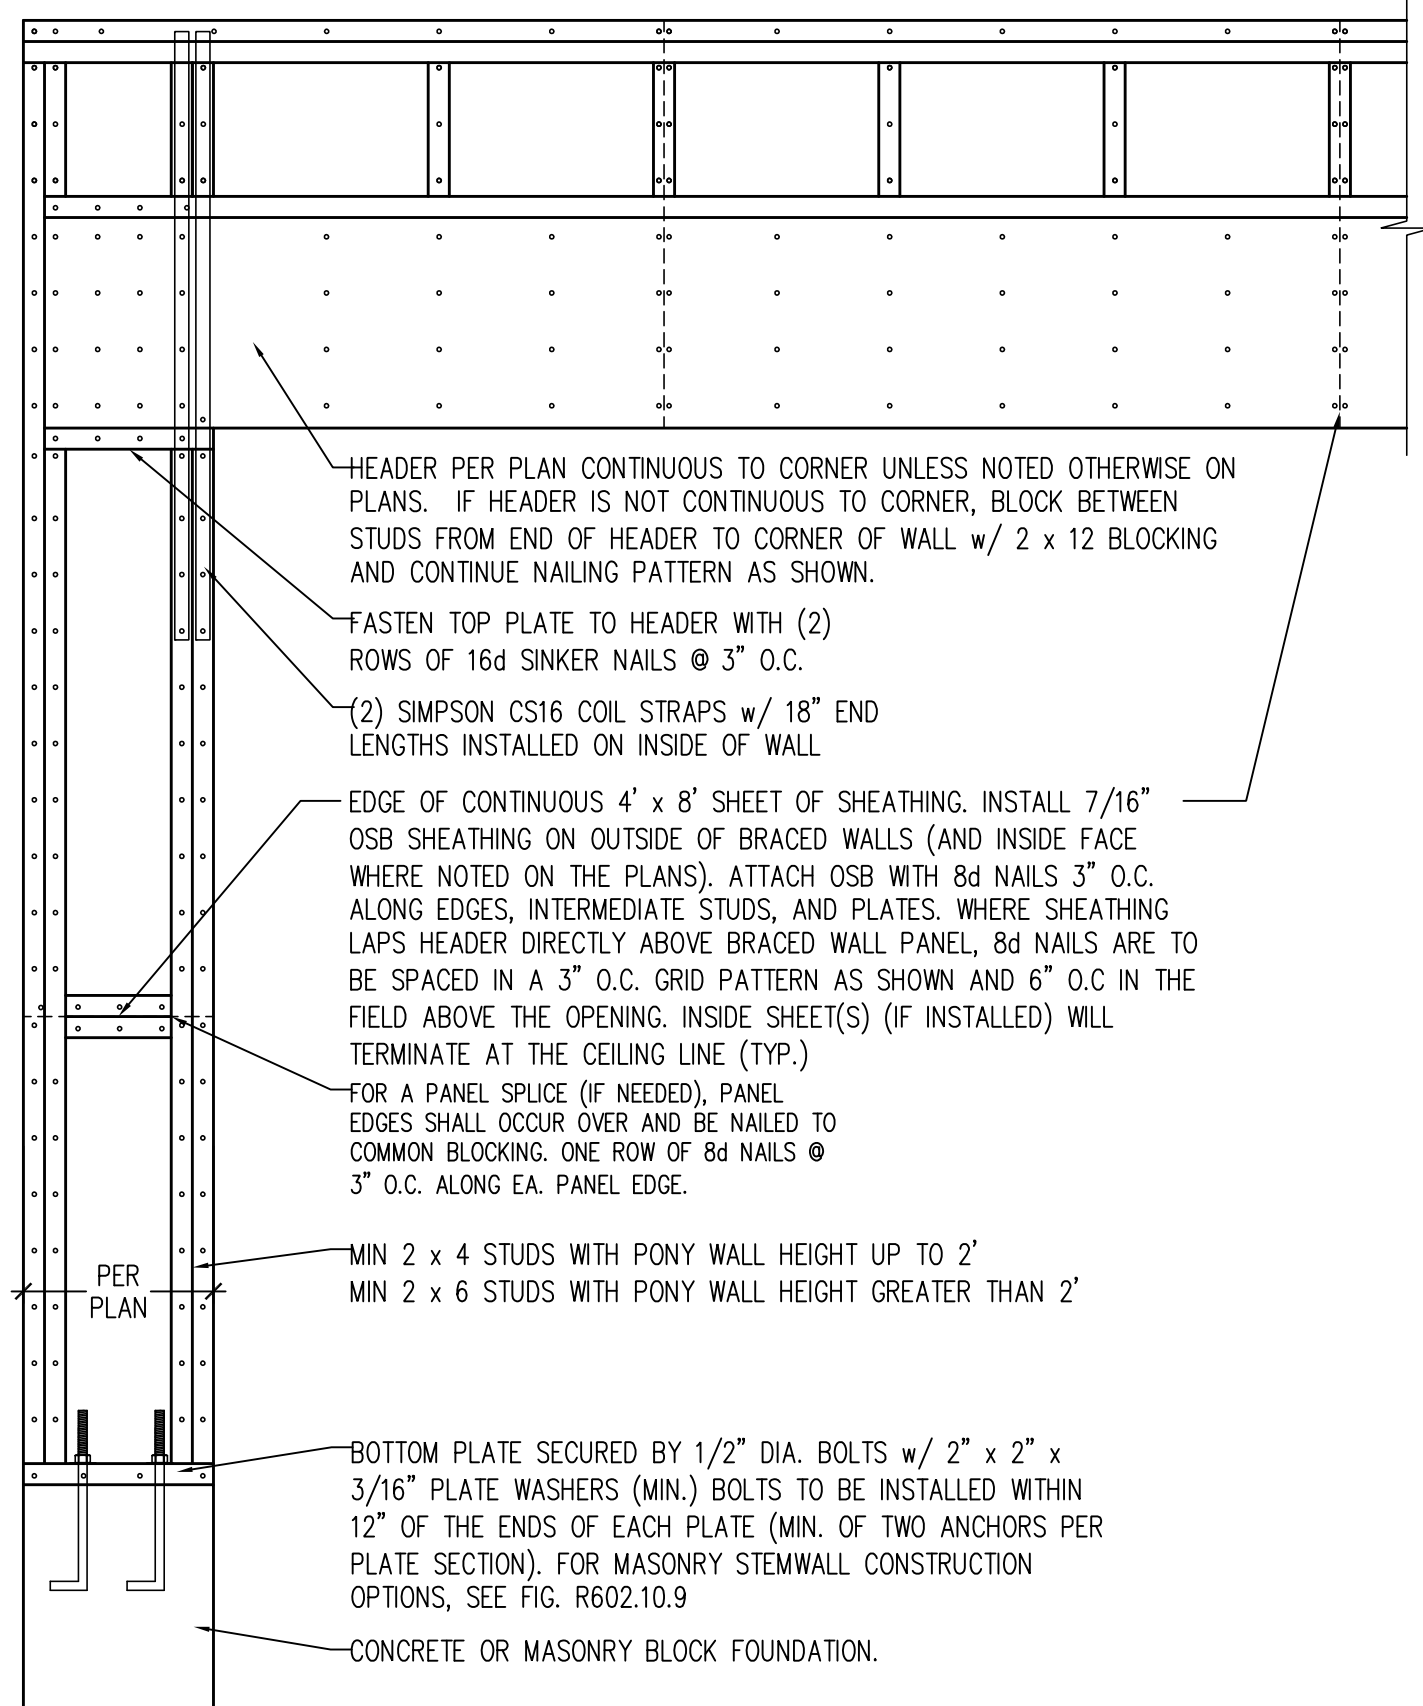 HEADER PER PLAN CONTINUOUS TO CORNER UNLESS NOTED OTHERWISE ON
PLANS. IF HEADER IS NOT CONTINUOUS TO CORNER, BLOCK BETWEEN
STUDS FROM END OF HEADER TO CORNER OF WALL w/ 2 x 12 BLOCKING
AND CONTINUE NAILING PATTERN AS SHOWN.
FASTEN TOP PLATE TO HEADER WITH (2)
ROWS OF 16d SINKER NAILS @ 3" O.C.
(2) SIMPSON CS16 COIL STRAPS w/ 18" END
LENGTHS INSTALLED ON INSIDE OF WALL
EDGE OF CONTINUOUS 4' x 8' SHEET OF SHEATHING. INSTALL 7/16"
OSB SHEATHING ON OUTSIDE OF BRACED WALLS (AND INSIDE FACE
WHERE NOTED ON THE PLANS). ATTACH OSB WITH 8d NAILS 3" O.C.
ALONG EDGES, INTERMEDIATE STUDS, AND PLATES. WHERE SHEATHING
LAPS HEADER DIRECTLY ABOVE BRACED WALL PANEL, 8d NAILS ARE TO
BE SPACED IN A 3" O.C. GRID PATTERN AS SHOWN AND 6" O.C IN THE
FIELD ABOVE THE OPENING. INSIDE SHEET(S) (IF INSTALLED) WILL
TERMINATE AT THE CEILING LINE (TYP.)
FOR A PANEL SPLICE (IF NEEDED), PANEL
EDGES SHALL OCCUR OVER AND BE NAILED TO
COMMON BLOCKING. ONE ROW OF 8d NAILS @
3" O.C. ALONG EA. PANEL EDGE.
MIN 2 x 4 STUDS WITH PONY WALL HEIGHT UP TO 2'
MIN 2 x 6 STUDS WITH PONY WALL HEIGHT GREATER THAN 2'
PER
PLAN
BOTTOM PLATE SECURED BY 1/2" DIA. BOLTS w/ 2" x 2" x
3/16" PLATE WASHERS (MIN.) BOLTS TO BE INSTALLED WITHIN
12" OF THE ENDS OF EACH PLATE (MIN. OF TWO ANCHORS PER
PLATE SECTION). FOR MASONRY STEMWALL CONSTRUCTION
OPTIONS, SEE FIG. R602.10.9
CONCRETE OR MASONRY BLOCK FOUNDATION.